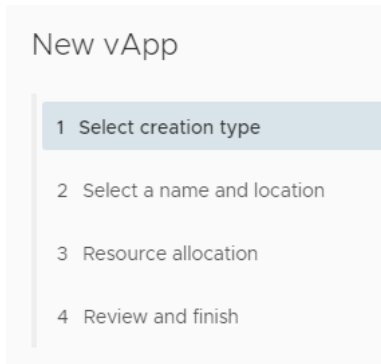 New vApp
1 Select creation type
2 Select a name and location
3 Resource allocation
4 Review and finish